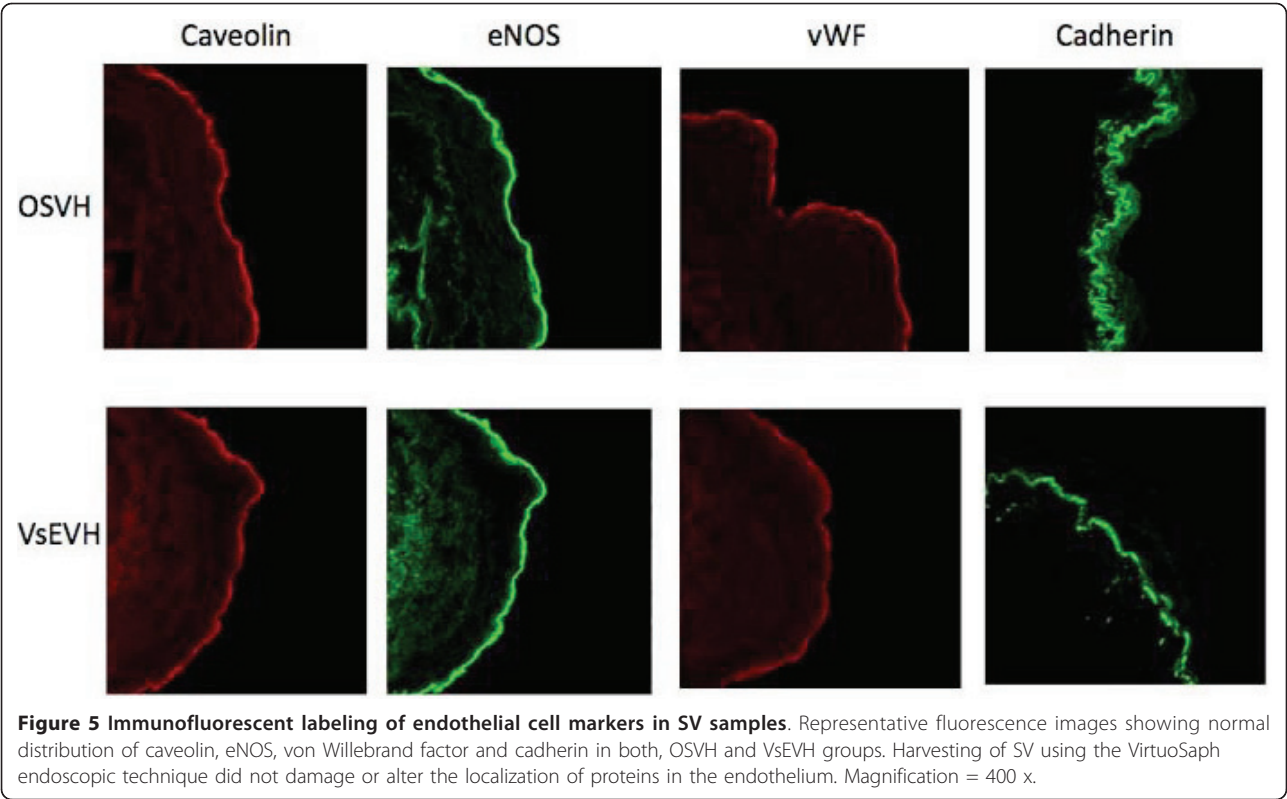 Caveolin eNOS vWF Cadherin
OSVH
VsEVH
Figure 5 Immunofluorescent labeling of endothelial cell markers in SV samples. Representative fluorescence images showing normal
distribution of caveolin, eNOS, von Willebrand factor and cadherin in both, OSVH and VsEVH groups. Harvesting of SV using the VirtuoSaph
endoscopic technique did not damage or alter the localization of proteins in the endothelium. Magnification = 400 x.